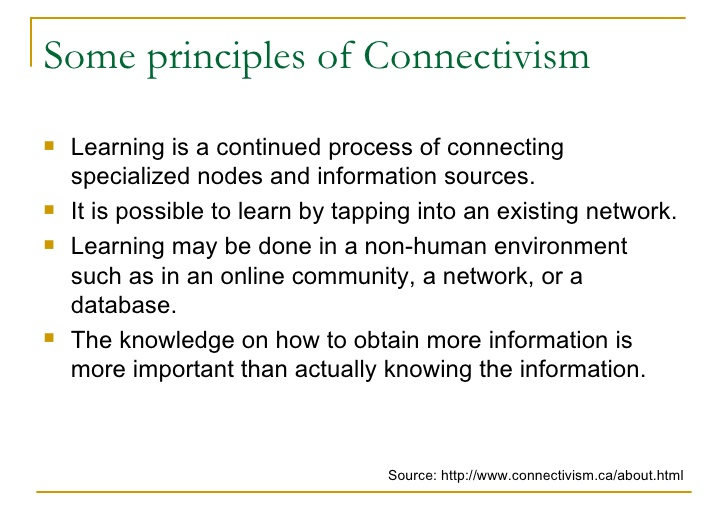 Some principles of Connectivism
Learning is a continued process of connecting
specialized nodes and information sources.
It is possible to learn by tapping into an existing network.
Learning may be done in a non-human environment
such as in an online community, a network, or a
database.
The knowledge on how to obtain more information is
more important than actually knowing the information.
Source: http://www.connectivism.ca/about.html